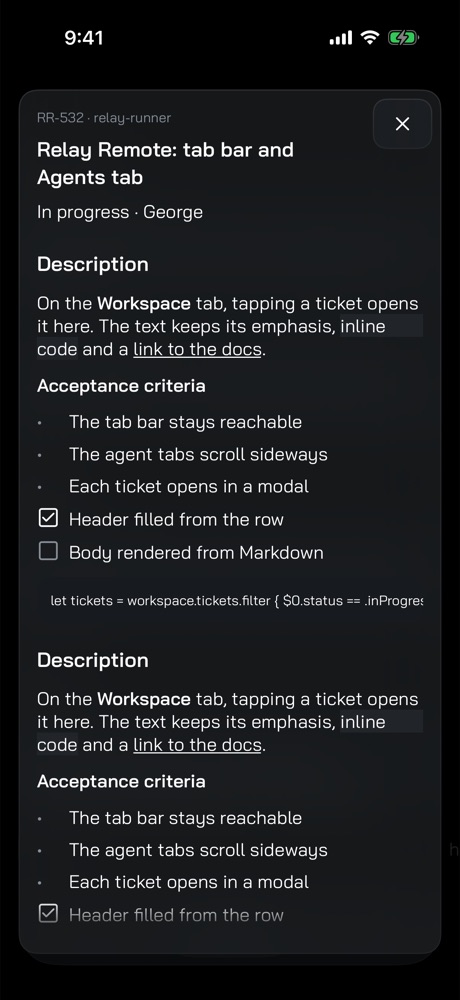 9:41
RR-532 · relay-runner
Relay Remote: tab bar and
Agents tab
In progress · George
Description
On the Workspace tab, tapping a ticket opens
it here. The text keeps its emphasis, inline
code and a link to the docs.
Acceptance criteria
• The tab bar stays reachable
• The agent tabs scroll sideways
• Each ticket opens in a modal
Header filled from the row
Body rendered from Markdown
let tickets = workspace.tickets.filter { $0.status == .inProgres
Description
On the Workspace tab, tapping a ticket opens
it here. The text keeps its emphasis, inline
code and a link to the docs.
Acceptance criteria
• The tab bar stays reachable
• The agent tabs scroll sideways
• Each ticket opens in a modal
Header filled from the row